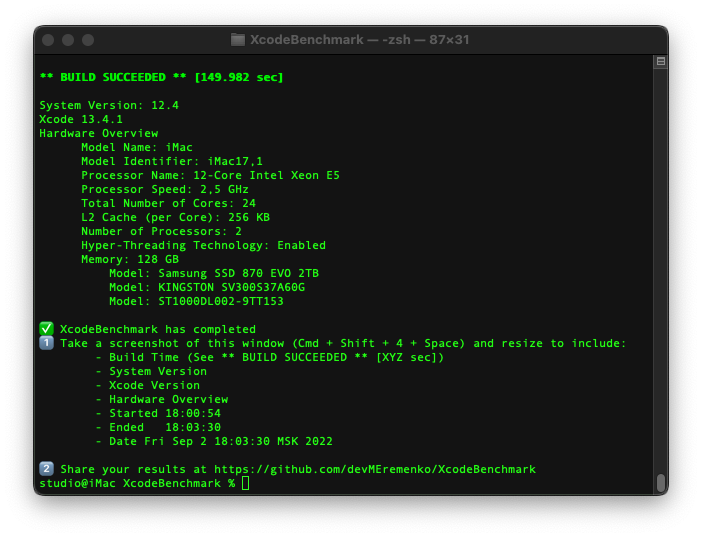 XcodeBenchmark — -zsh — 87×31
** BUILD SUCCEEDED ** [149.982 sec]
System Version: 12.4
Xcode 13.4.1
Hardware Overview
Model Name: iMac
Model Identifier: iMac17,1
Processor Name: 12-Core Intel Xeon E5
Processor Speed: 2,5 GHz
Total Number of Cores: 24
L2 Cache (per Core): 256 KB
Number of Processors: 2
Hyper-Threading Technology: Enabled
Memory: 128 GB
Model: Samsung SSD 870 EVO 2TB
Model: KINGSTON SV300S37A60G
Model: ST1000DL002-9TT153
✅ XcodeBenchmark has completed
1️⃣ Take a screenshot of this window (Cmd + Shift + 4 + Space) and resize to include:
- Build Time (See ** BUILD SUCCEEDED ** [XYZ sec])
- System Version
- Xcode Version
- Hardware Overview
- Started 18:00:54
- Ended   18:03:30
- Date Fri Sep 2 18:03:30 MSK 2022
2️⃣ Share your results at https://github.com/devMEremenko/XcodeBenchmark
studio@iMac XcodeBenchmark %